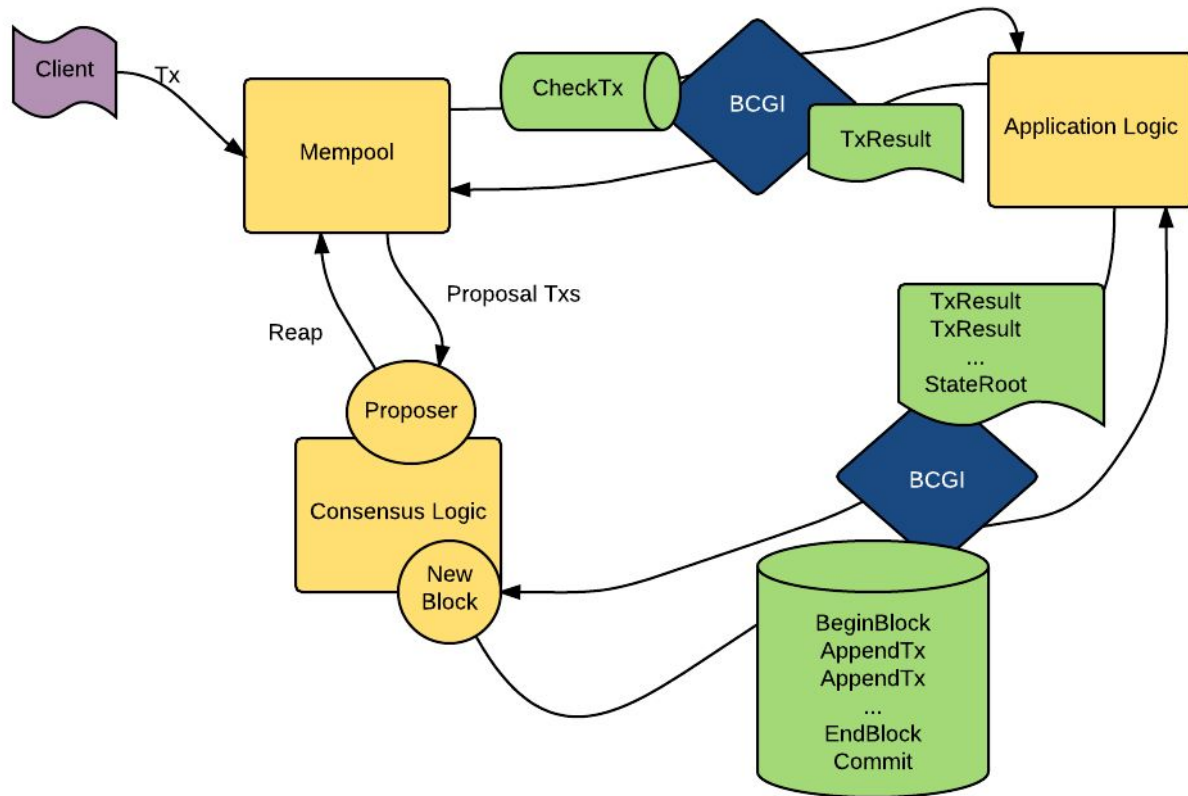 Client
Tx
Mempool
CheckTx
BCGI
TxResult
Application Logic
Proposal Txs
Reap
Proposer
Consensus Logic
New
Block
TxResult
TxResult
...
StateRoot
BCGI
BeginBlock
AppendTx
AppendTx
...
EndBlock
Commit